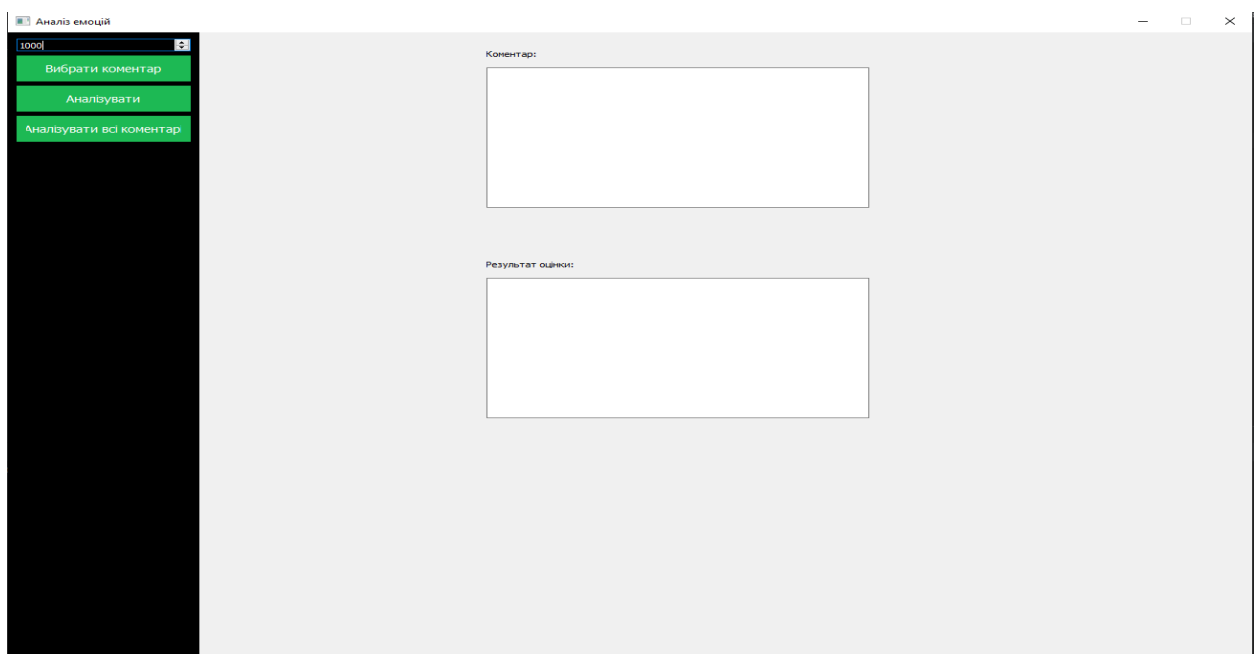 Аналіз емоцій
1000
Вибрати коментар
Аналізувати
Аналізувати всі коментар
Коментар:
Результат оцінки: